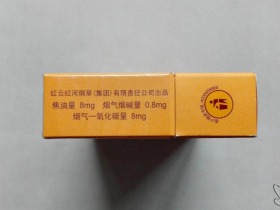 红云红河烟草(集团)有限责任公司出品
焦油量 8mg 烟气烟碱量 0.8mg
烟气一氧化碳量 9mg